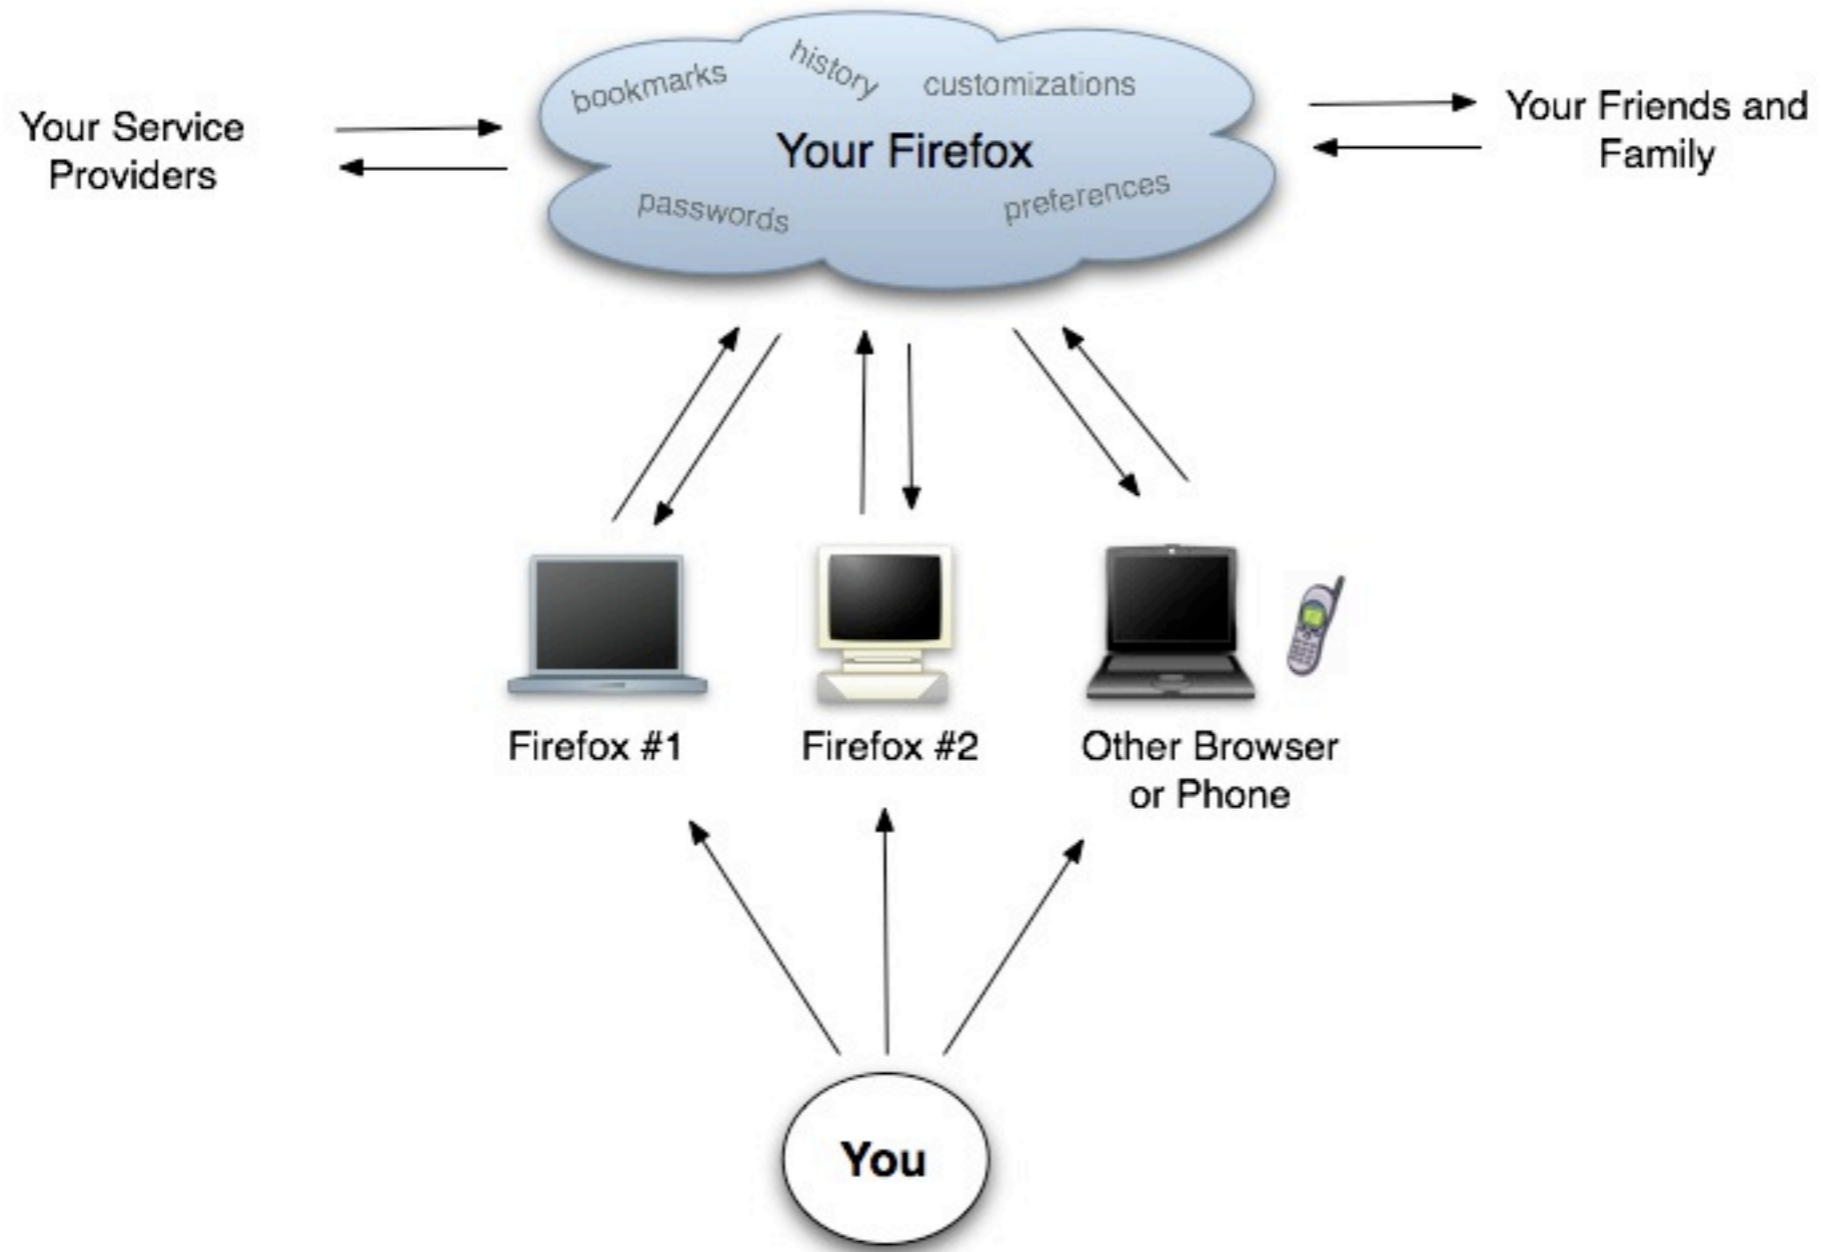 bookmarks
history
customizations
Your Firefox
passwords
preferences
Your Service
Providers
Your Friends and
Family
Firefox #1
Firefox #2
Other Browser
or Phone
You